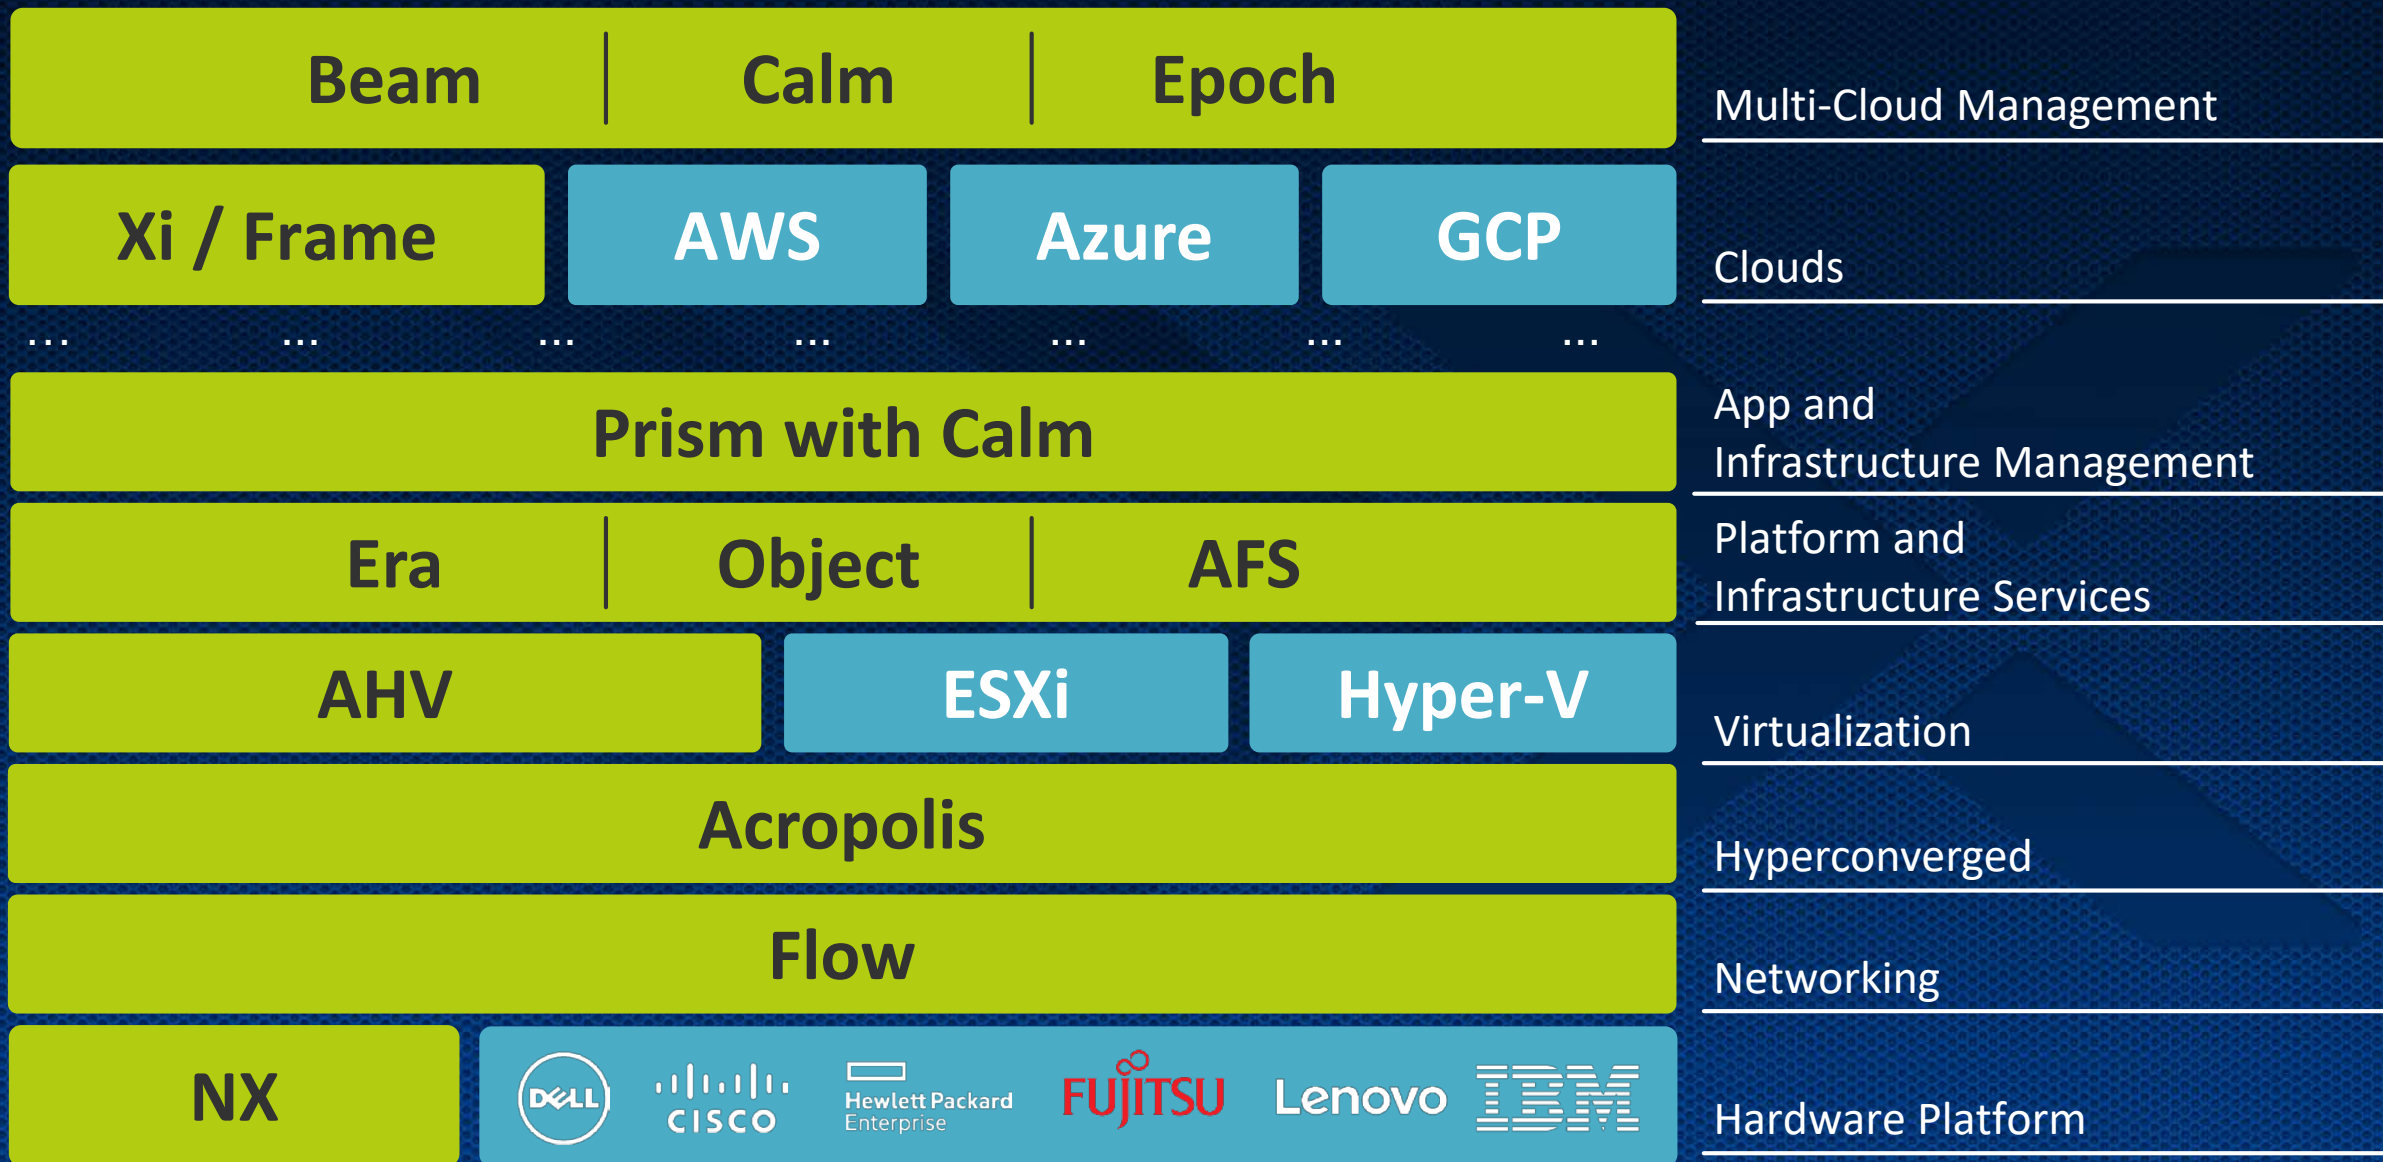 Beam Calm Epoch
Multi-Cloud Management
Xi / Frame AWS Azure GCP
Clouds
... ... ... ... ... ... ...
Prism with Calm
App and
Infrastructure Management
Era Object AFS
Platform and
Infrastructure Services
AHV ESXi Hyper-V
Virtualization
Acropolis
Hyperconverged
Flow
Networking
NX
DELL
CISCO
Hewlett Packard
Enterprise
FUJITSU
Lenovo
IBM
Hardware Platform